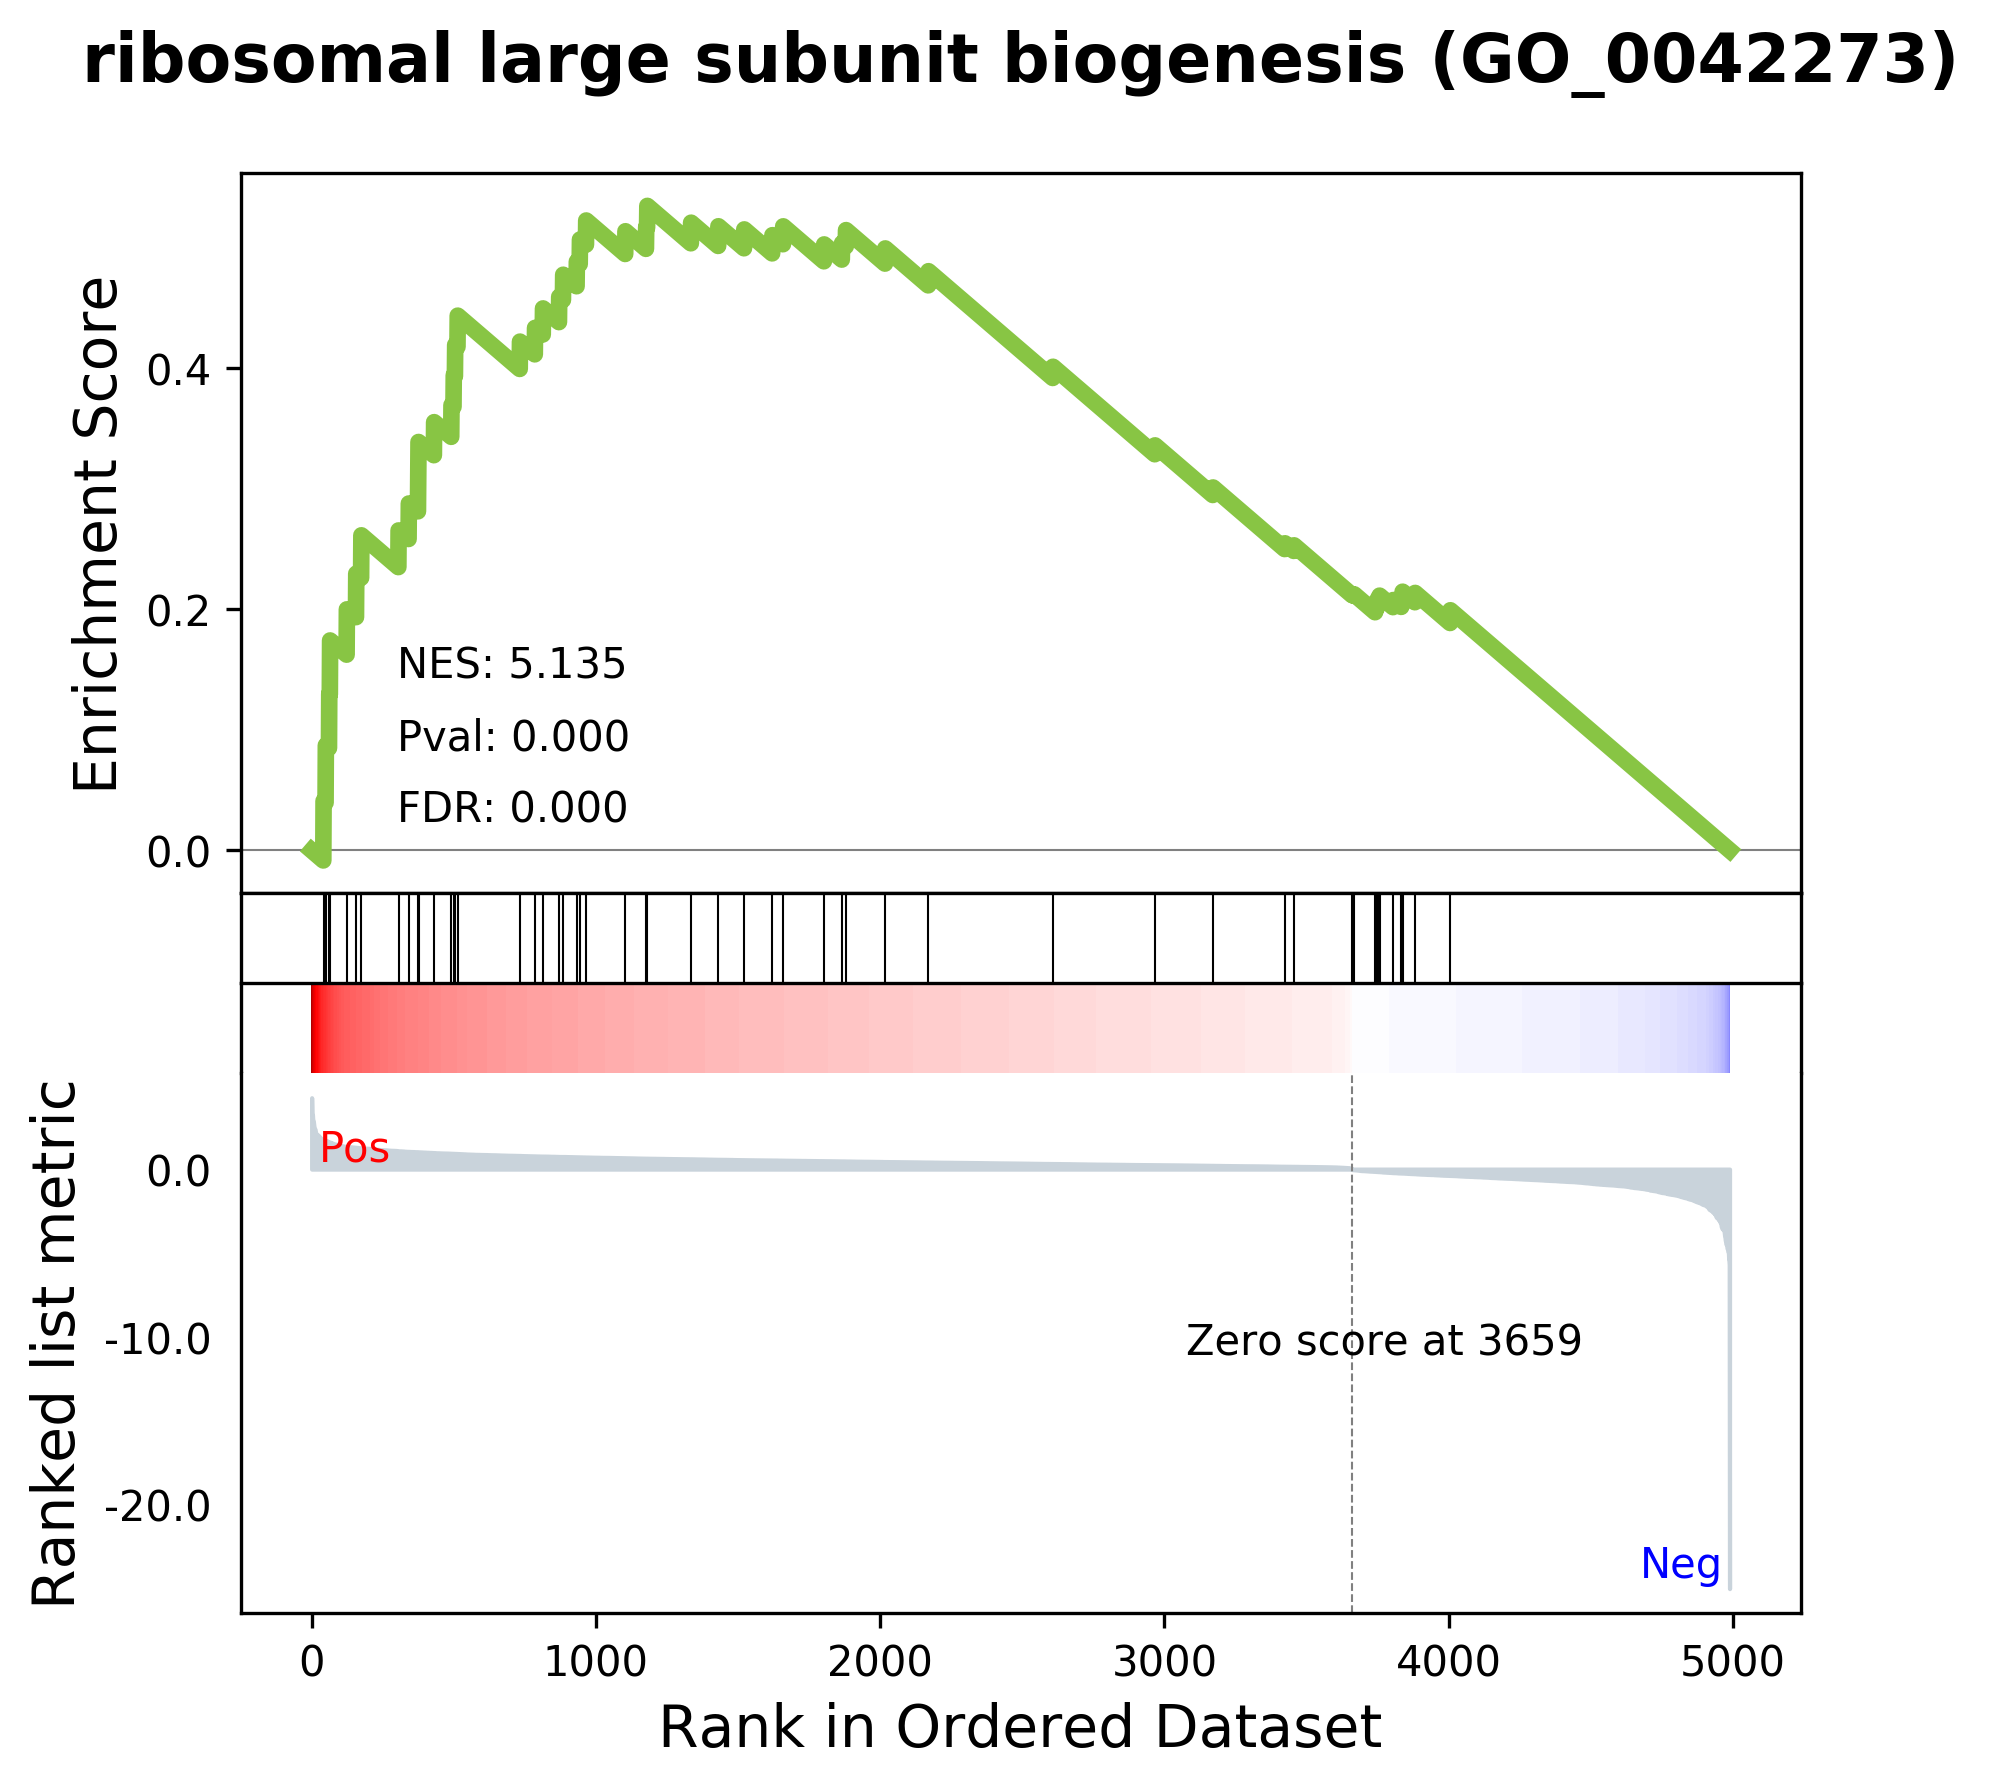 ribosomal large subunit biogenesis (GO_0042273)
Enrichment Score
0.4
0.2
0.0
NES: 5.135
Pval: 0.000
FDR: 0.000
Ranked list metric
0.0
-10.0
-20.0
Pos
Zero score at 3659
Neg
0 1000 2000 3000 4000 5000
Rank in Ordered Dataset